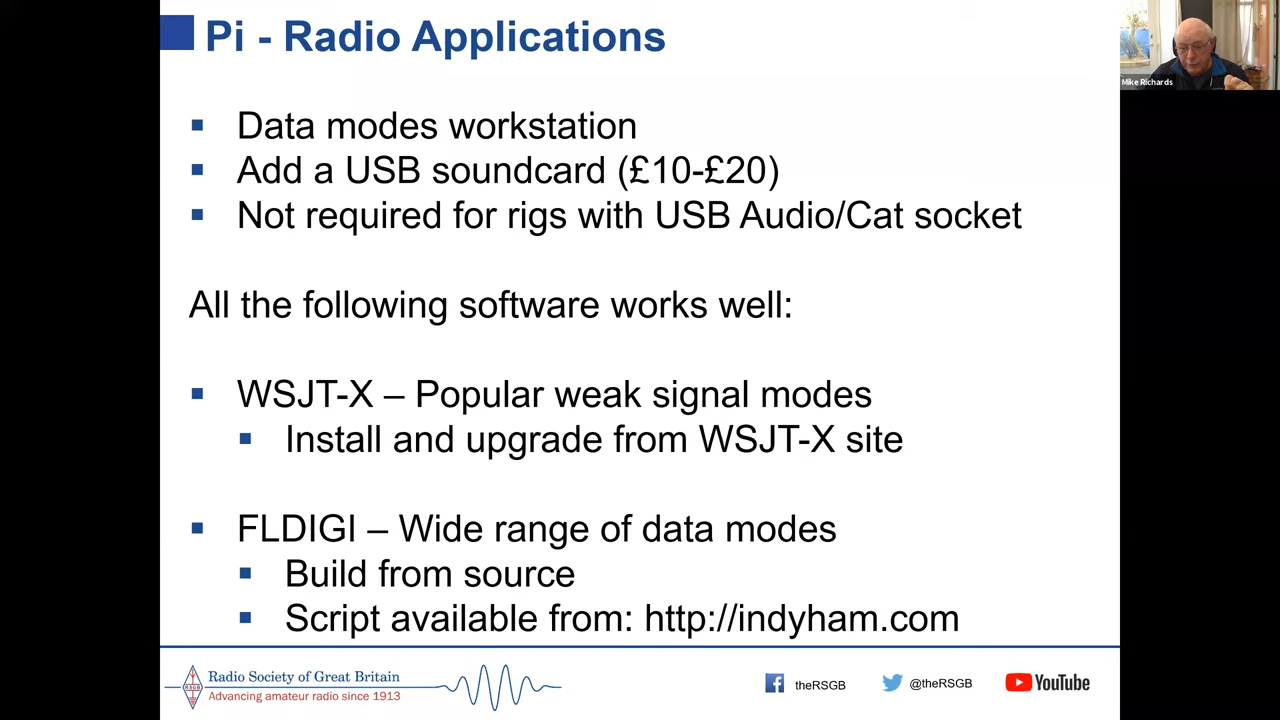 Pi - Radio Applications
Mike Richards
Data modes workstation
Add a USB soundcard (£10-£20)
Not required for rigs with USB Audio/Cat socket
All the following software works well:
WSJT-X – Popular weak signal modes
Install and upgrade from WSJT-X site
FLDIGI – Wide range of data modes
Build from source
Script available from: http://indyham.com
RSGB
Radio Society of Great Britain
Advancing amateur radio since 1913
theRSGB
@theRSGB
YouTube